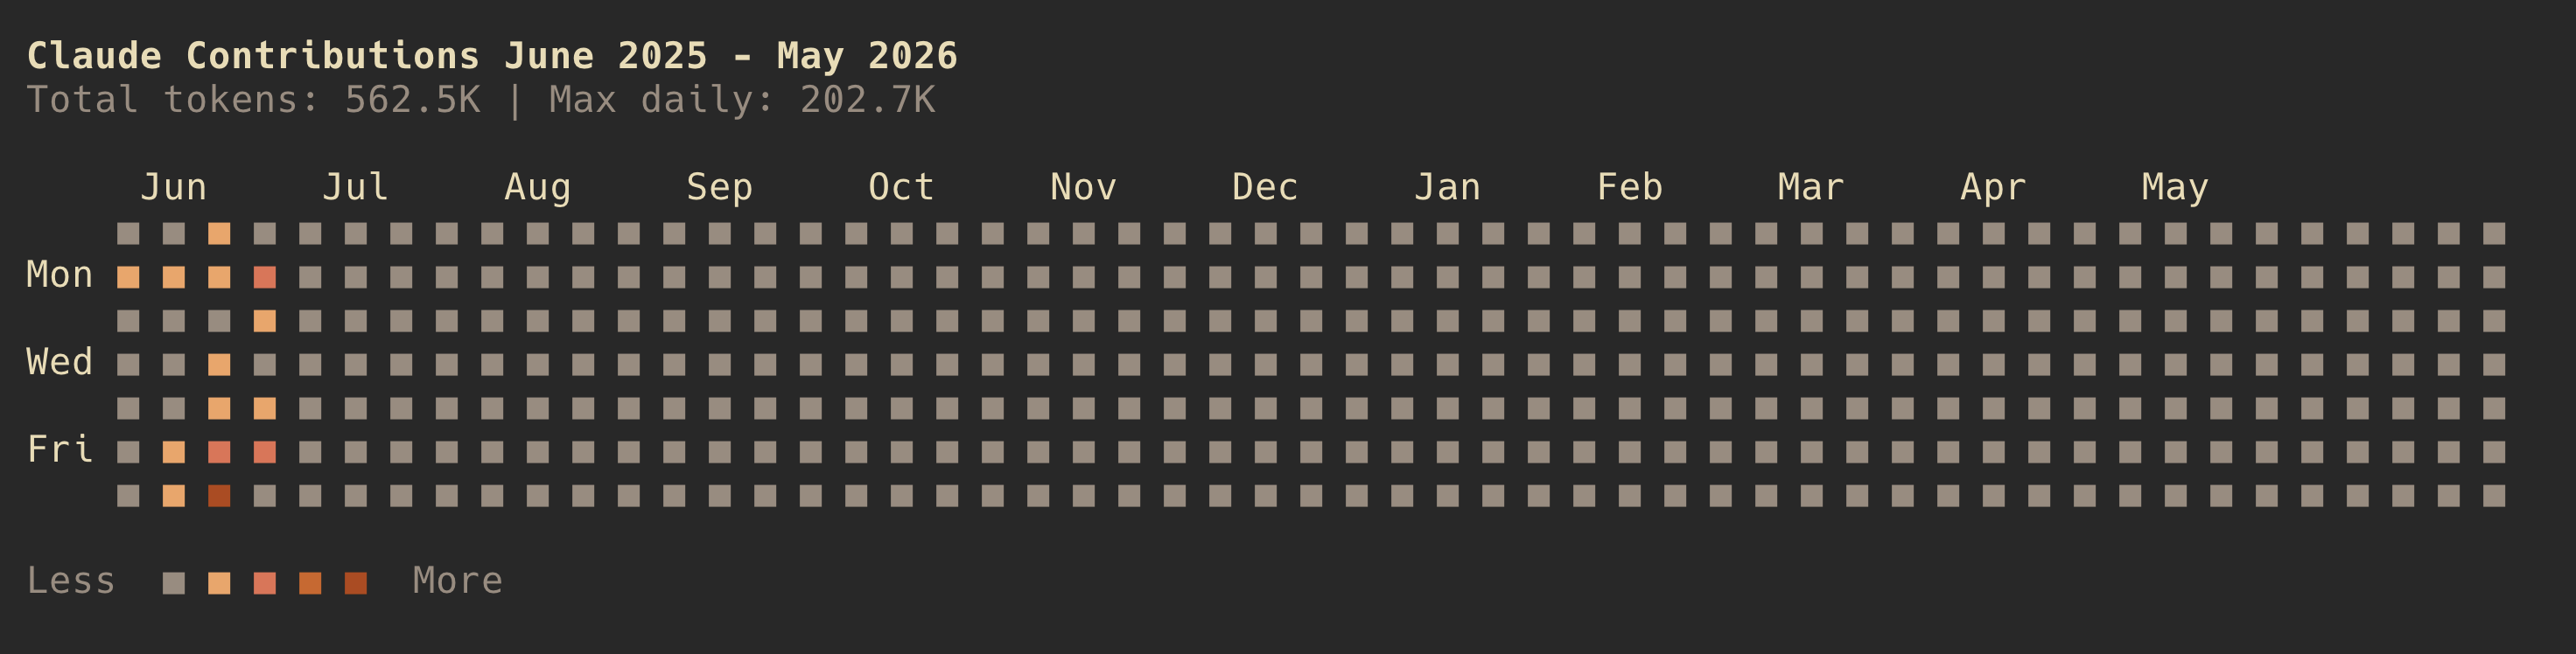 Claude Contributions June 2025 - May 2026
Total tokens: 562.5K | Max daily: 202.7K
Jun Jul Aug Sep Oct Nov Dec Jan Feb Mar Apr May
Mon
Wed
Fri
Less More